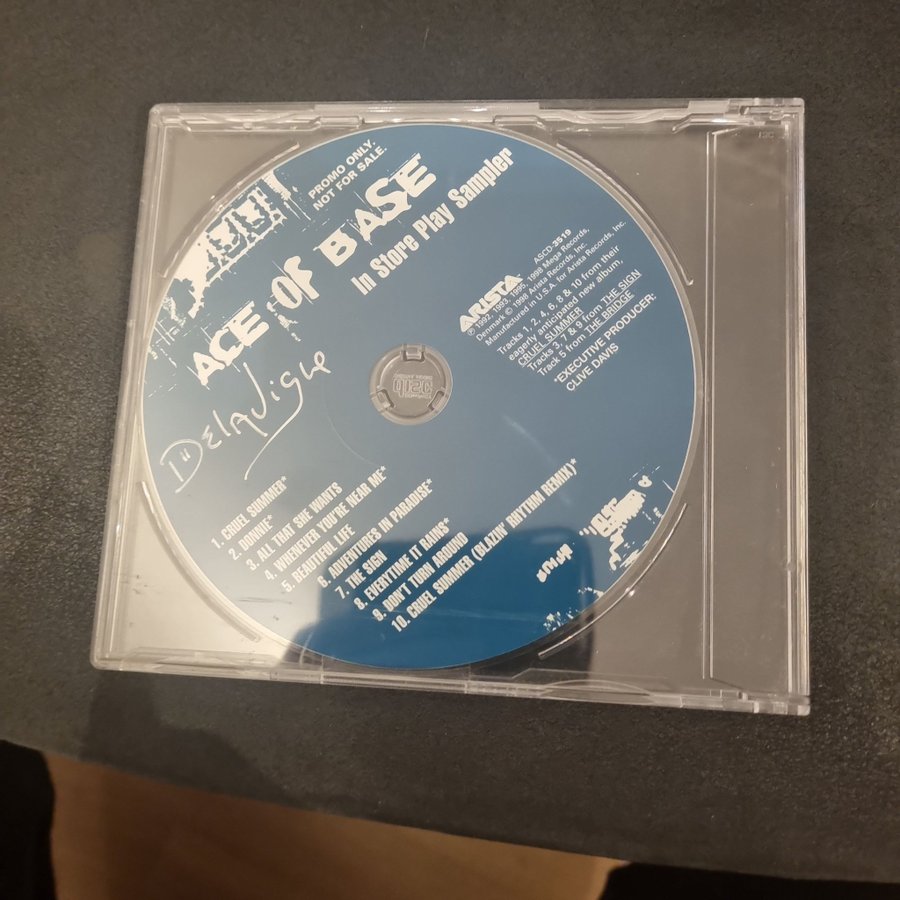 PROMO ONLY.
NOT FOR SALE.
ACE OF BASE
In Store Play Sampler
ARISTA
ASCD-3519
℗ 1992, 1993, 1995, 1998 Mega Records,
Denmark, © 1998 Arista Records, Inc.
Manufactured in U.S.A. for Arista Records, Inc.
Tracks 1, 2, 4, 6, 8 & 10 from their
eagerly anticipated new album,
CRUEL SUMMER
Tracks 3, 7 & 9 from THE SIGN
Track 5 from THE BRIDGE
*EXECUTIVE PRODUCER:
CLIVE DAVIS
1. CRUEL SUMMER*
2. DONNIE*
3. ALL THAT SHE WANTS
4. WHENEVER YOU'RE NEAR ME*
5. BEAUTIFUL LIFE
6. ADVENTURES IN PARADISE*
7. THE SIGN
8. EVERYTIME IT RAINS*
9. DON'T TURN AROUND
10. CRUEL SUMMER (BLAZIN' RHYTHM REMIX)*